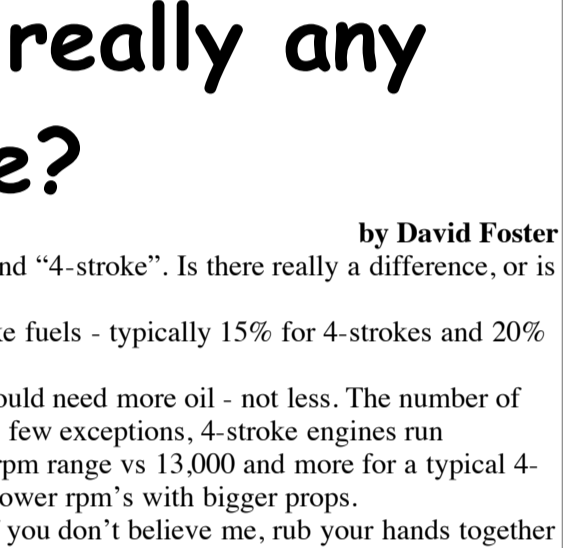 really any
e?
by David Foster
nd “4-stroke”. Is there really a difference, or is
e fuels - typically 15% for 4-strokes and 20%
ould need more oil - not less. The number of
few exceptions, 4-stroke engines run
rpm range vs 13,000 and more for a typical 4-
ower rpm’s with bigger props.
you don’t believe me, rub your hands together